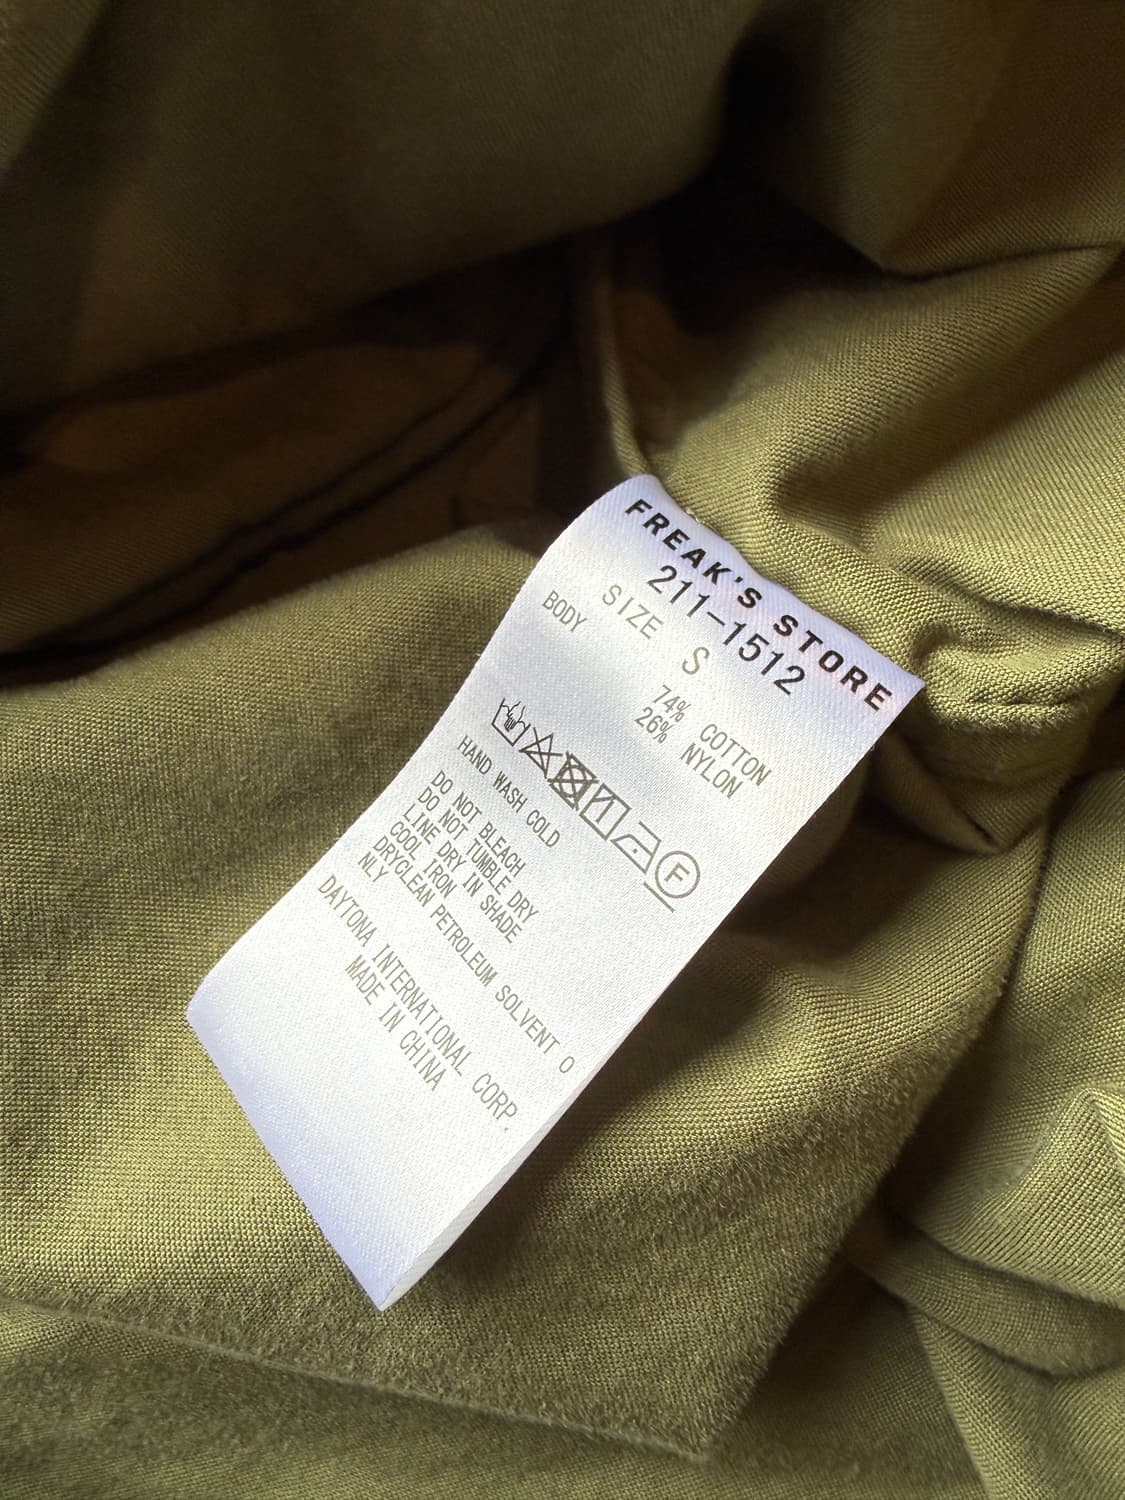 FREAK'S STORE
211-1512
SIZE S
BODY
74% COTTON
26% NYLON
F
HAND WASH COLD
DO NOT BLEACH
DO NOT TUMBLE DRY
LINE DRY IN SHADE
COOL IRON
DRYCLEAN PETROLEUM SOLVENT O
NLY
DAYTONA INTERNATIONAL CORP.
MADE IN CHINA